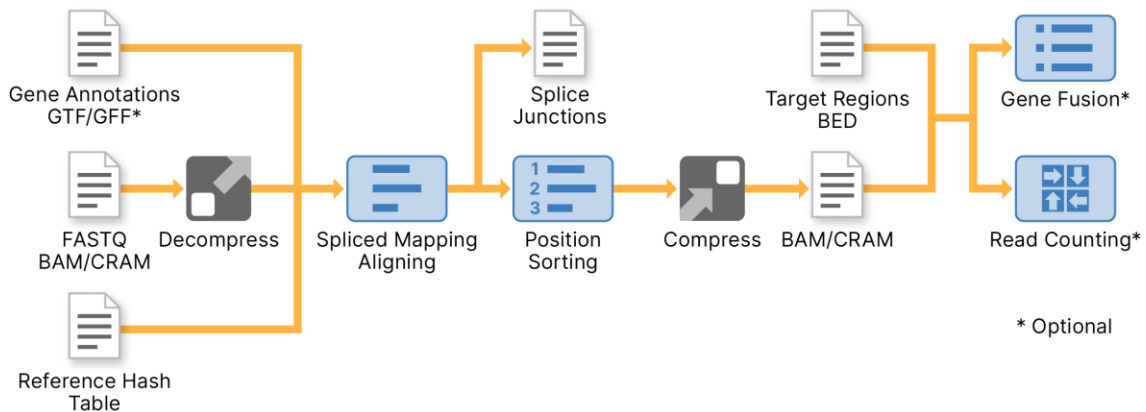 Gene Annotations
GTF/GFF*
Splice
Junctions
Target Regions
BED
Gene Fusion*
1
2
3
FASTQ
BAM/CRAM
Decompress
Spliced Mapping
Aligning
Position
Sorting
Compress
BAM/CRAM
Read Counting*
* Optional
Reference Hash
Table